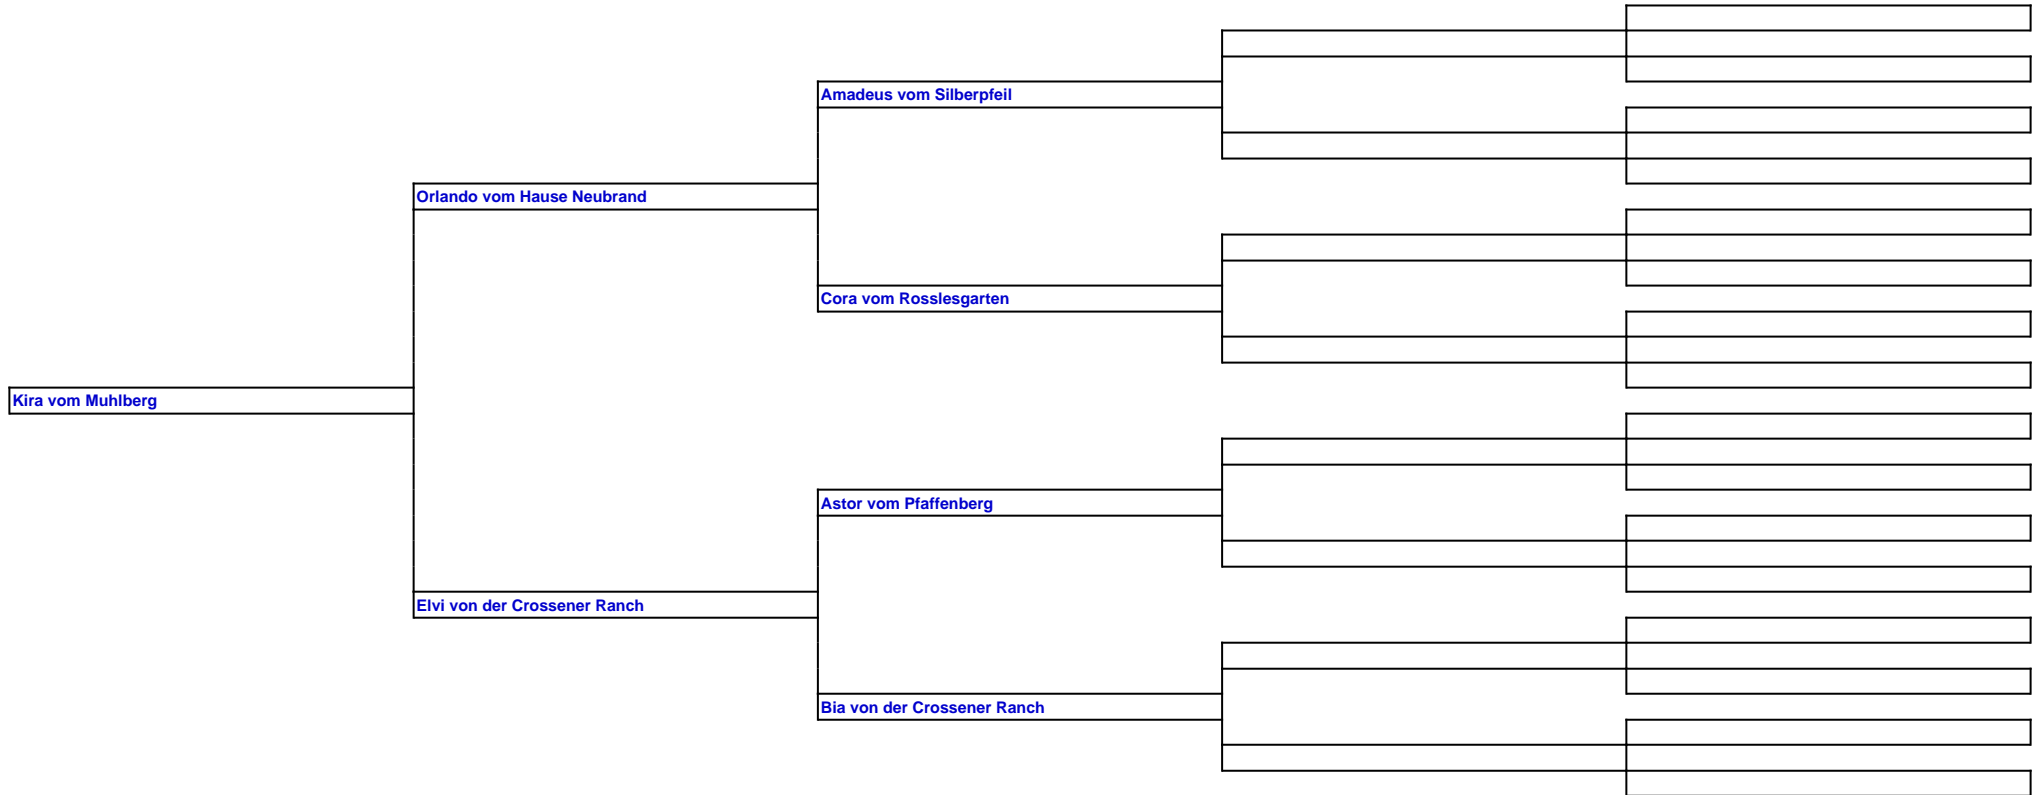 Amadeus vom Silberpfeil
Orlando vom Hause Neubrand
Cora vom Rosslesgarten
Kira vom Muhlberg
Astor vom Pfaffenberg
Elvi von der Crossener Ranch
Bia von der Crossener Ranch